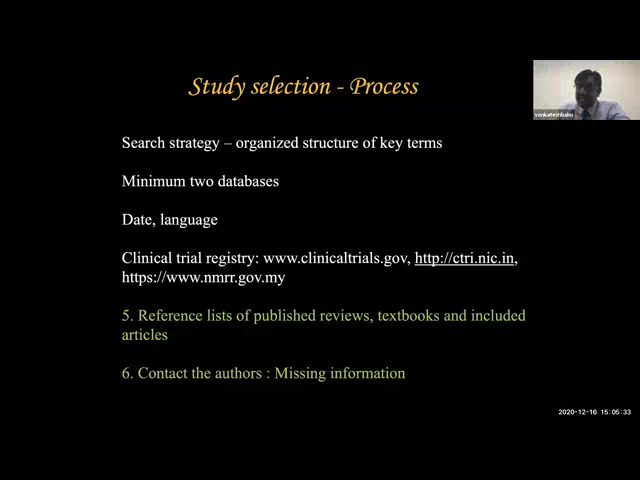 Study selection - Process
venkateshbabu
Search strategy – organized structure of key terms
Minimum two databases
Date, language
Clinical trial registry: www.clinicaltrials.gov, http://ctri.nic.in,
https://www.nmrr.gov.my
5. Reference lists of published reviews, textbooks and included
articles
6. Contact the authors : Missing information
2020-12-16 15:05:33